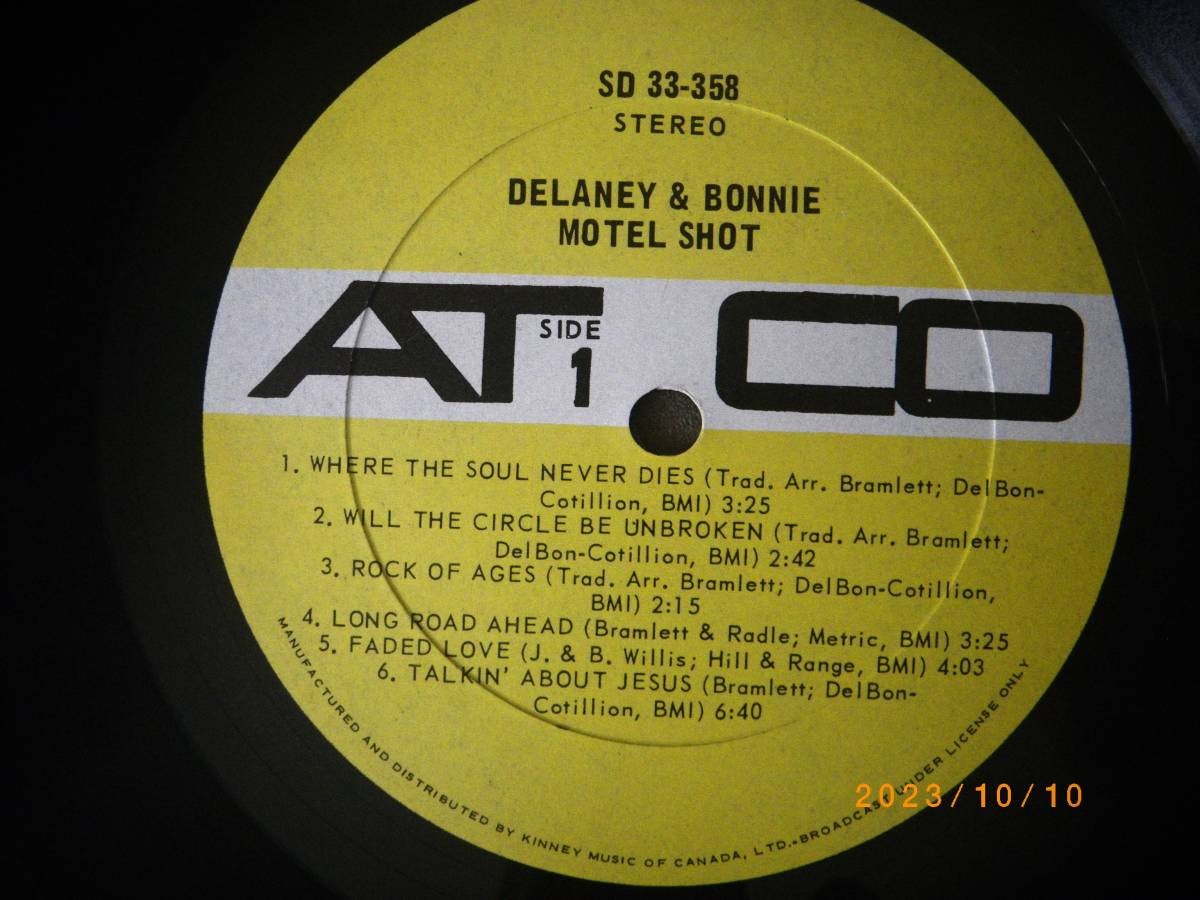 SD 33-358
STEREO
DELANEY & BONNIE
MOTEL SHOT
ATCO
SIDE
1
1. WHERE THE SOUL NEVER DIES (Trad. Arr. Bramlett; DelBon-
Cotillion, BMI) 3:25
2. WILL THE CIRCLE BE UNBROKEN (Trad. Arr. Bramlett;
DelBon-Cotillion, BMI) 2:42
3. ROCK OF AGES (Trad. Arr. Bramlett; DelBon-Cotillion,
BMI) 2:15
4. LONG ROAD AHEAD (Bramlett & Radle; Metric, BMI) 3:25
5. FADED LOVE (J. & B. Willis; Hill & Range, BMI) 4:03
6. TALKIN' ABOUT JESUS (Bramlett; DelBon-
Cotillion, BMI) 6:40
MANUFACTURED AND DISTRIBUTED BY KINNEY MUSIC OF CANADA, LTD.•BROADCAST UNDER LICENSE ONLY
2023/10/10